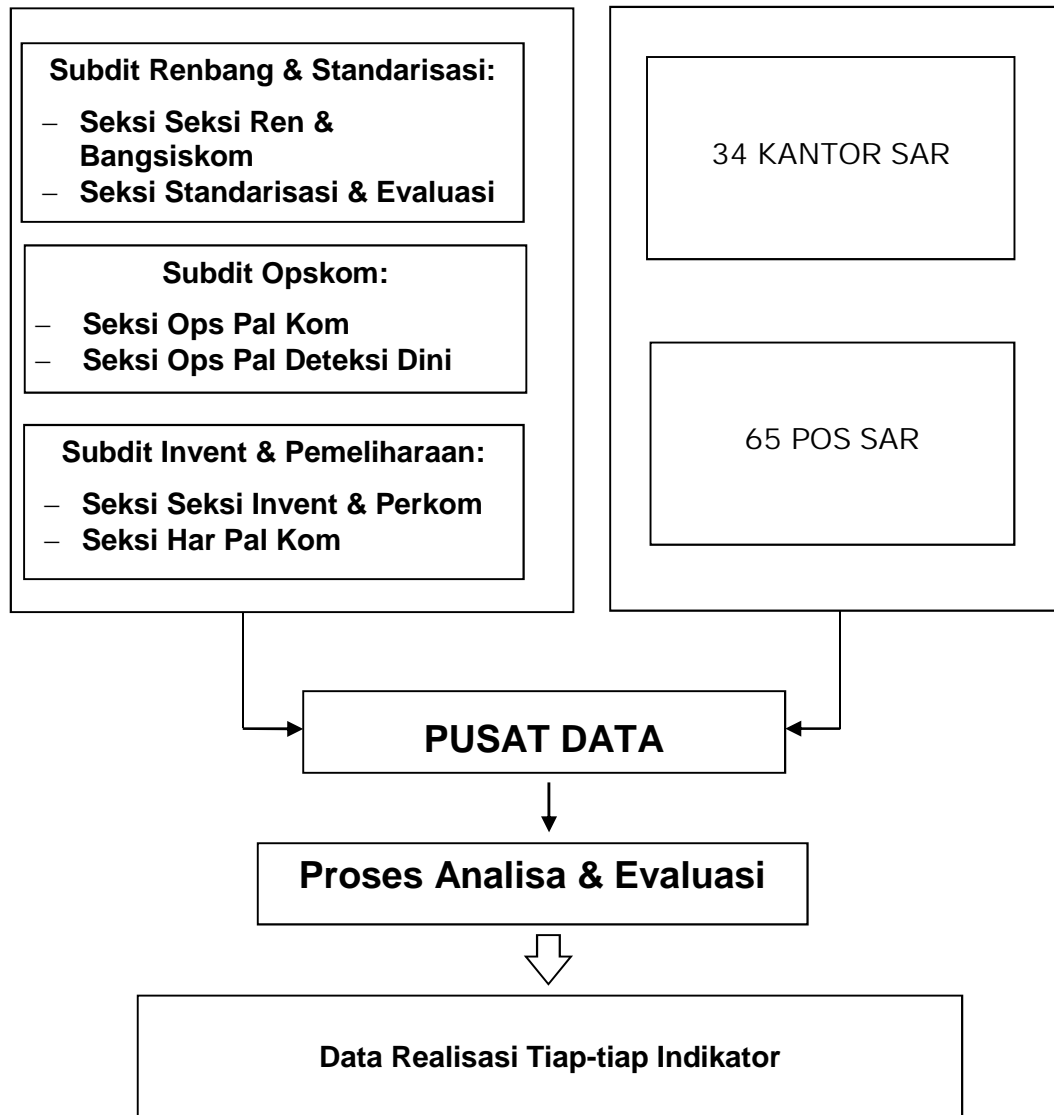 Subdit Renbang & Standarisasi:
– Seksi Seksi Ren &
Bangsiskom
– Seksi Standarisasi & Evaluasi
Subdit Opskom:
– Seksi Ops Pal Kom
– Seksi Ops Pal Deteksi Dini
Subdit Invent & Pemeliharaan:
– Seksi Seksi Invent & Perkom
– Seksi Har Pal Kom
34 KANTOR SAR
65 POS SAR
PUSAT DATA
Proses Analisa & Evaluasi
Data Realisasi Tiap-tiap Indikator